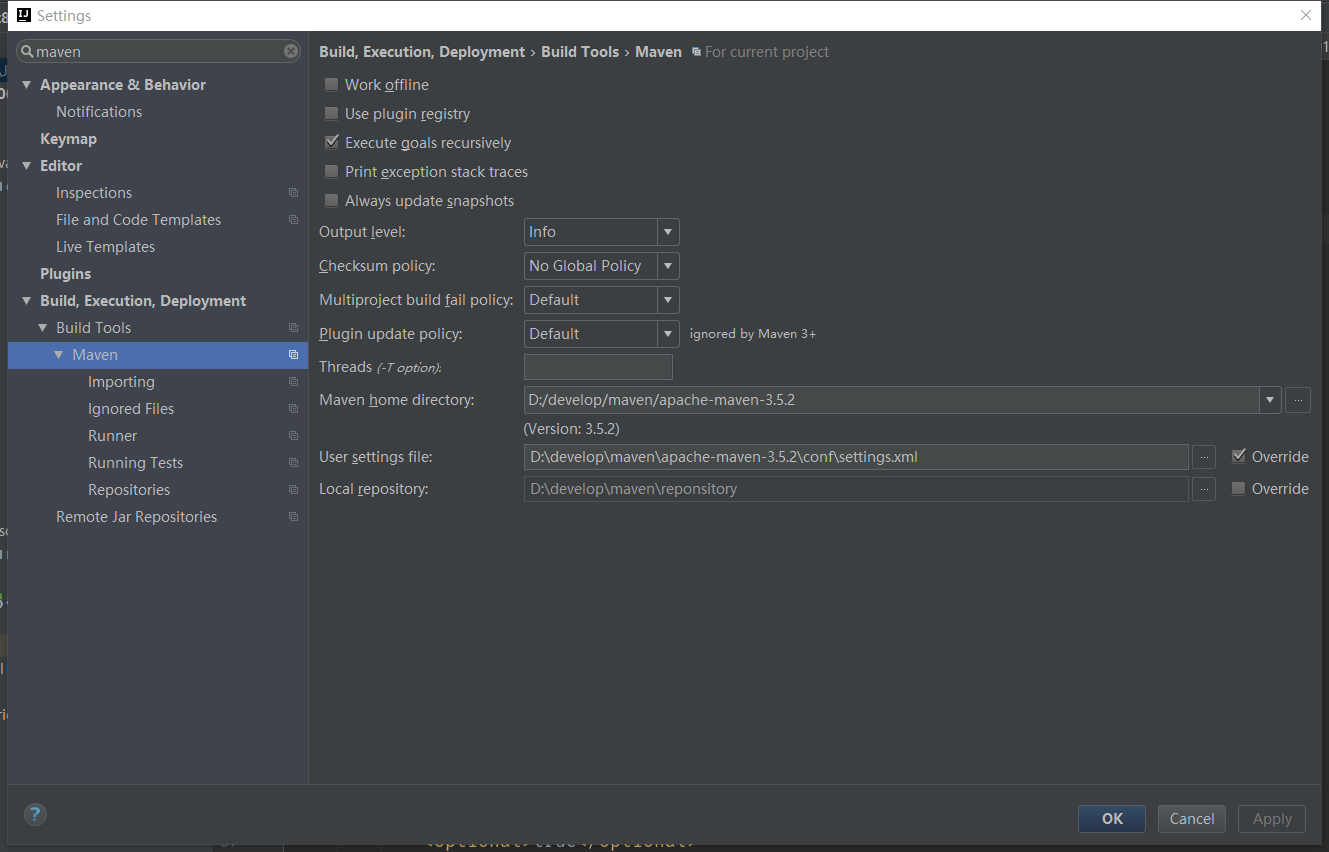 Settings
maven
Appearance & Behavior
Notifications
Keymap
Editor
Inspections
File and Code Templates
Live Templates
Plugins
Build, Execution, Deployment
Build Tools
Maven
Importing
Ignored Files
Runner
Running Tests
Repositories
Remote Jar Repositories
Build, Execution, Deployment › Build Tools › Maven For current project
Work offline
Use plugin registry
Execute goals recursively
Print exception stack traces
Always update snapshots
Output level: Info
Checksum policy: No Global Policy
Multiproject build fail policy: Default
Plugin update policy: Default ignored by Maven 3+
Threads (-T option):
Maven home directory: D:/develop/maven/apache-maven-3.5.2 ...
(Version: 3.5.2)
User settings file: D:\develop\maven\apache-maven-3.5.2\conf\settings.xml ... Override
Local repository: D:\develop\maven\reponsitory ... Override
? OK Cancel Apply